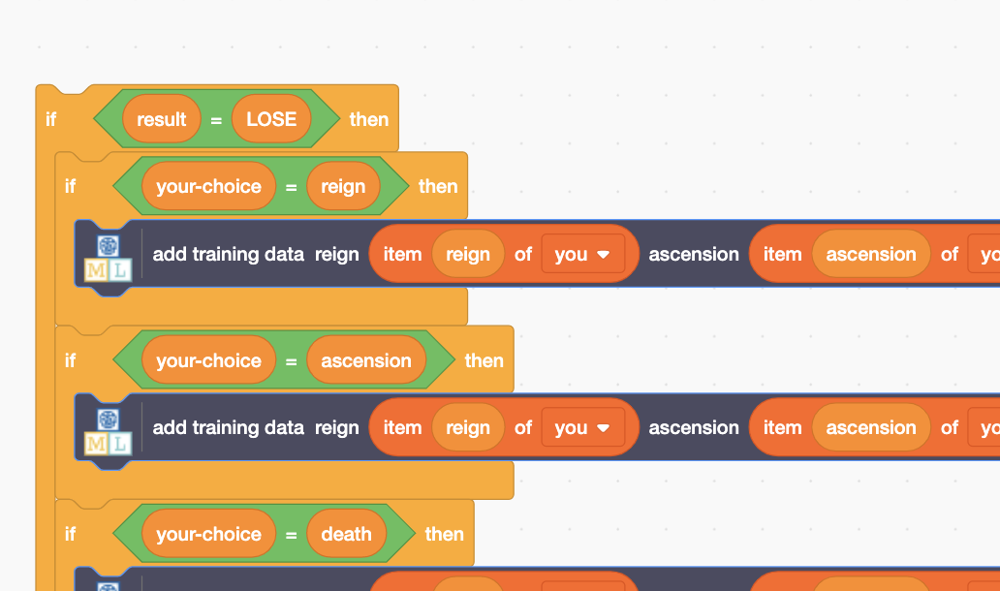 if result = LOSE then
if your-choice = reign then
ML add training data reign item reign of you ascension item ascension of yo
if your-choice = ascension then
ML add training data reign item reign of you ascension item ascension of yo
if your-choice = death then